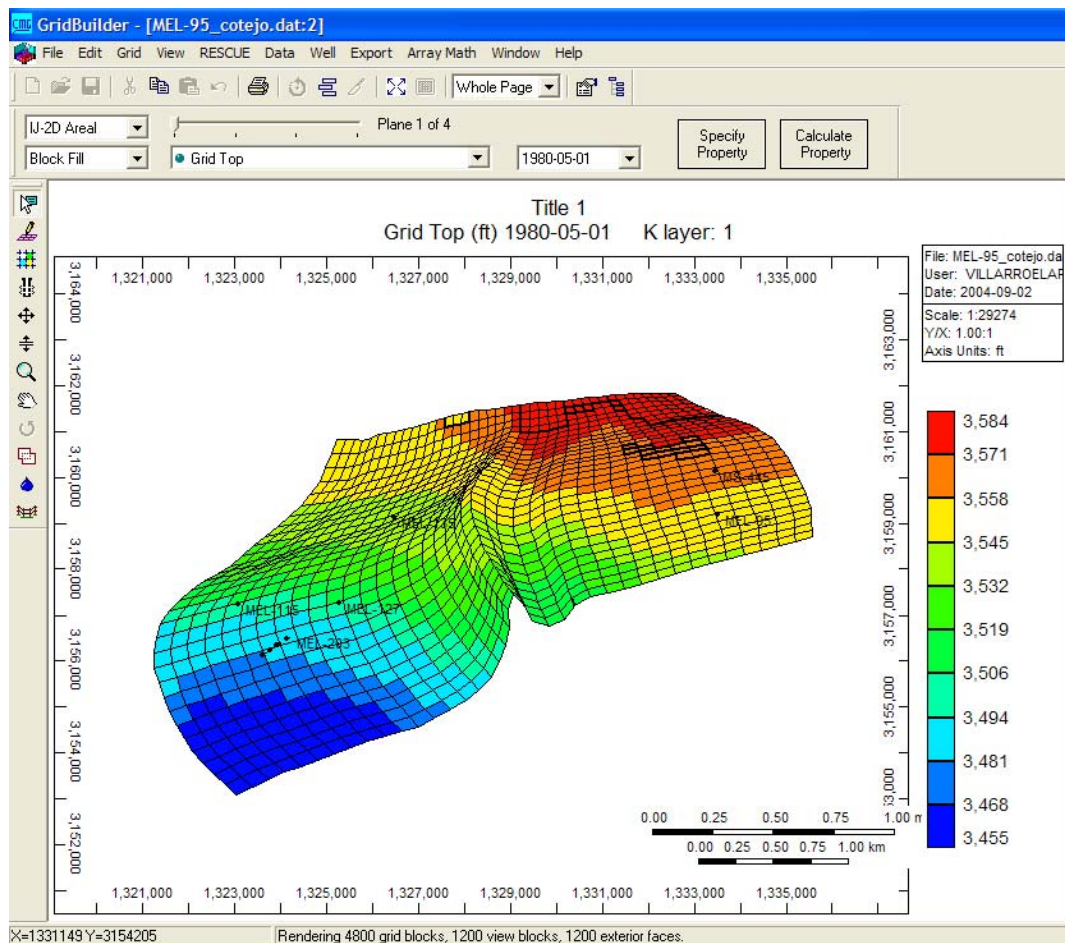 CMG GridBuilder - [MEL-95_cotejo.dat:2]
File Edit Grid View RESCUE Data Well Export Array Math Window Help
Whole Page
IJ-2D Areal
Plane 1 of 4
Block Fill
Grid Top
1980-05-01
Specify Property
Calculate Property
Title 1
Grid Top (ft) 1980-05-01 K layer: 1
File: MEL-95_cotejo.da
User: VILLARROELAF
Date: 2004-09-02
Scale: 1:29274
Y/X: 1.00:1
Axis Units: ft
1,321,000 1,323,000 1,325,000 1,327,000 1,329,000 1,331,000 1,333,000 1,335,000
3,164,000
3,162,000
3,160,000
3,158,000
3,156,000
3,154,000
3,152,000
3,163,000
3,161,000
3,159,000
3,157,000
3,155,000
53,000
MEL-95
MEL-115
MEL-127
MEL-203
3,584
3,571
3,558
3,545
3,532
3,519
3,506
3,494
3,481
3,468
3,455
0.00 0.25 0.50 0.75 1.00 m
0.00 0.25 0.50 0.75 1.00 km
1,321,000 1,323,000 1,325,000 1,327,000 1,329,000 1,331,000 1,333,000 1,335,000
X=1331149 Y=3154205
Rendering 4800 grid blocks, 1200 view blocks, 1200 exterior faces.